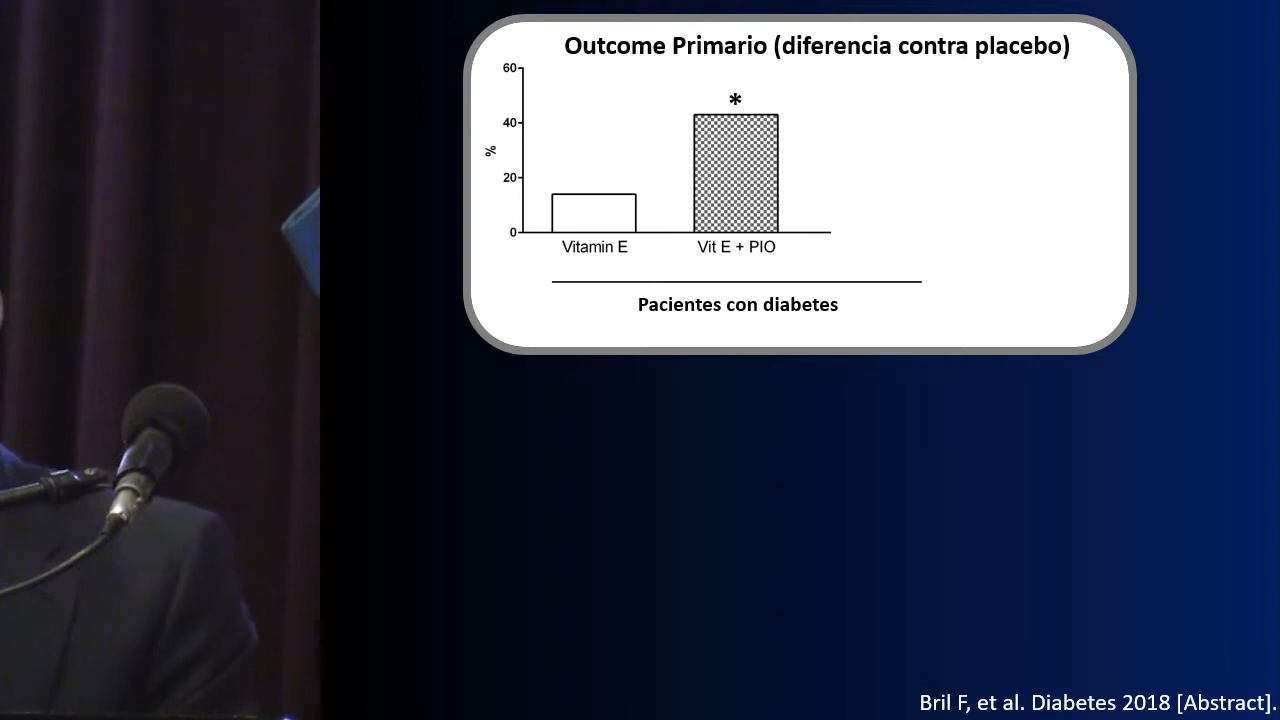 Outcome Primario (diferencia contra placebo)
60
40
20
0
%
*
Vitamin E
Vit E + PIO
Pacientes con diabetes
Bril F, et al. Diabetes 2018 [Abstract].